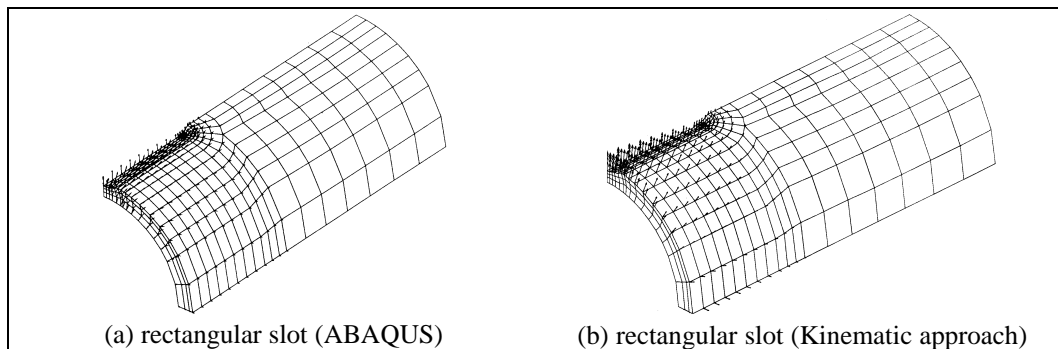 (a) rectangular slot (ABAQUS)
(b) rectangular slot (Kinematic approach)